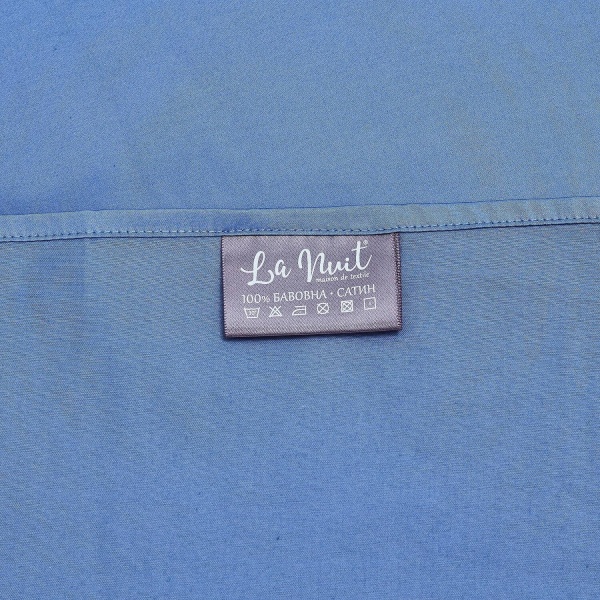 La Nuit®
maison de textile
100% БАВОВНА · САТИН